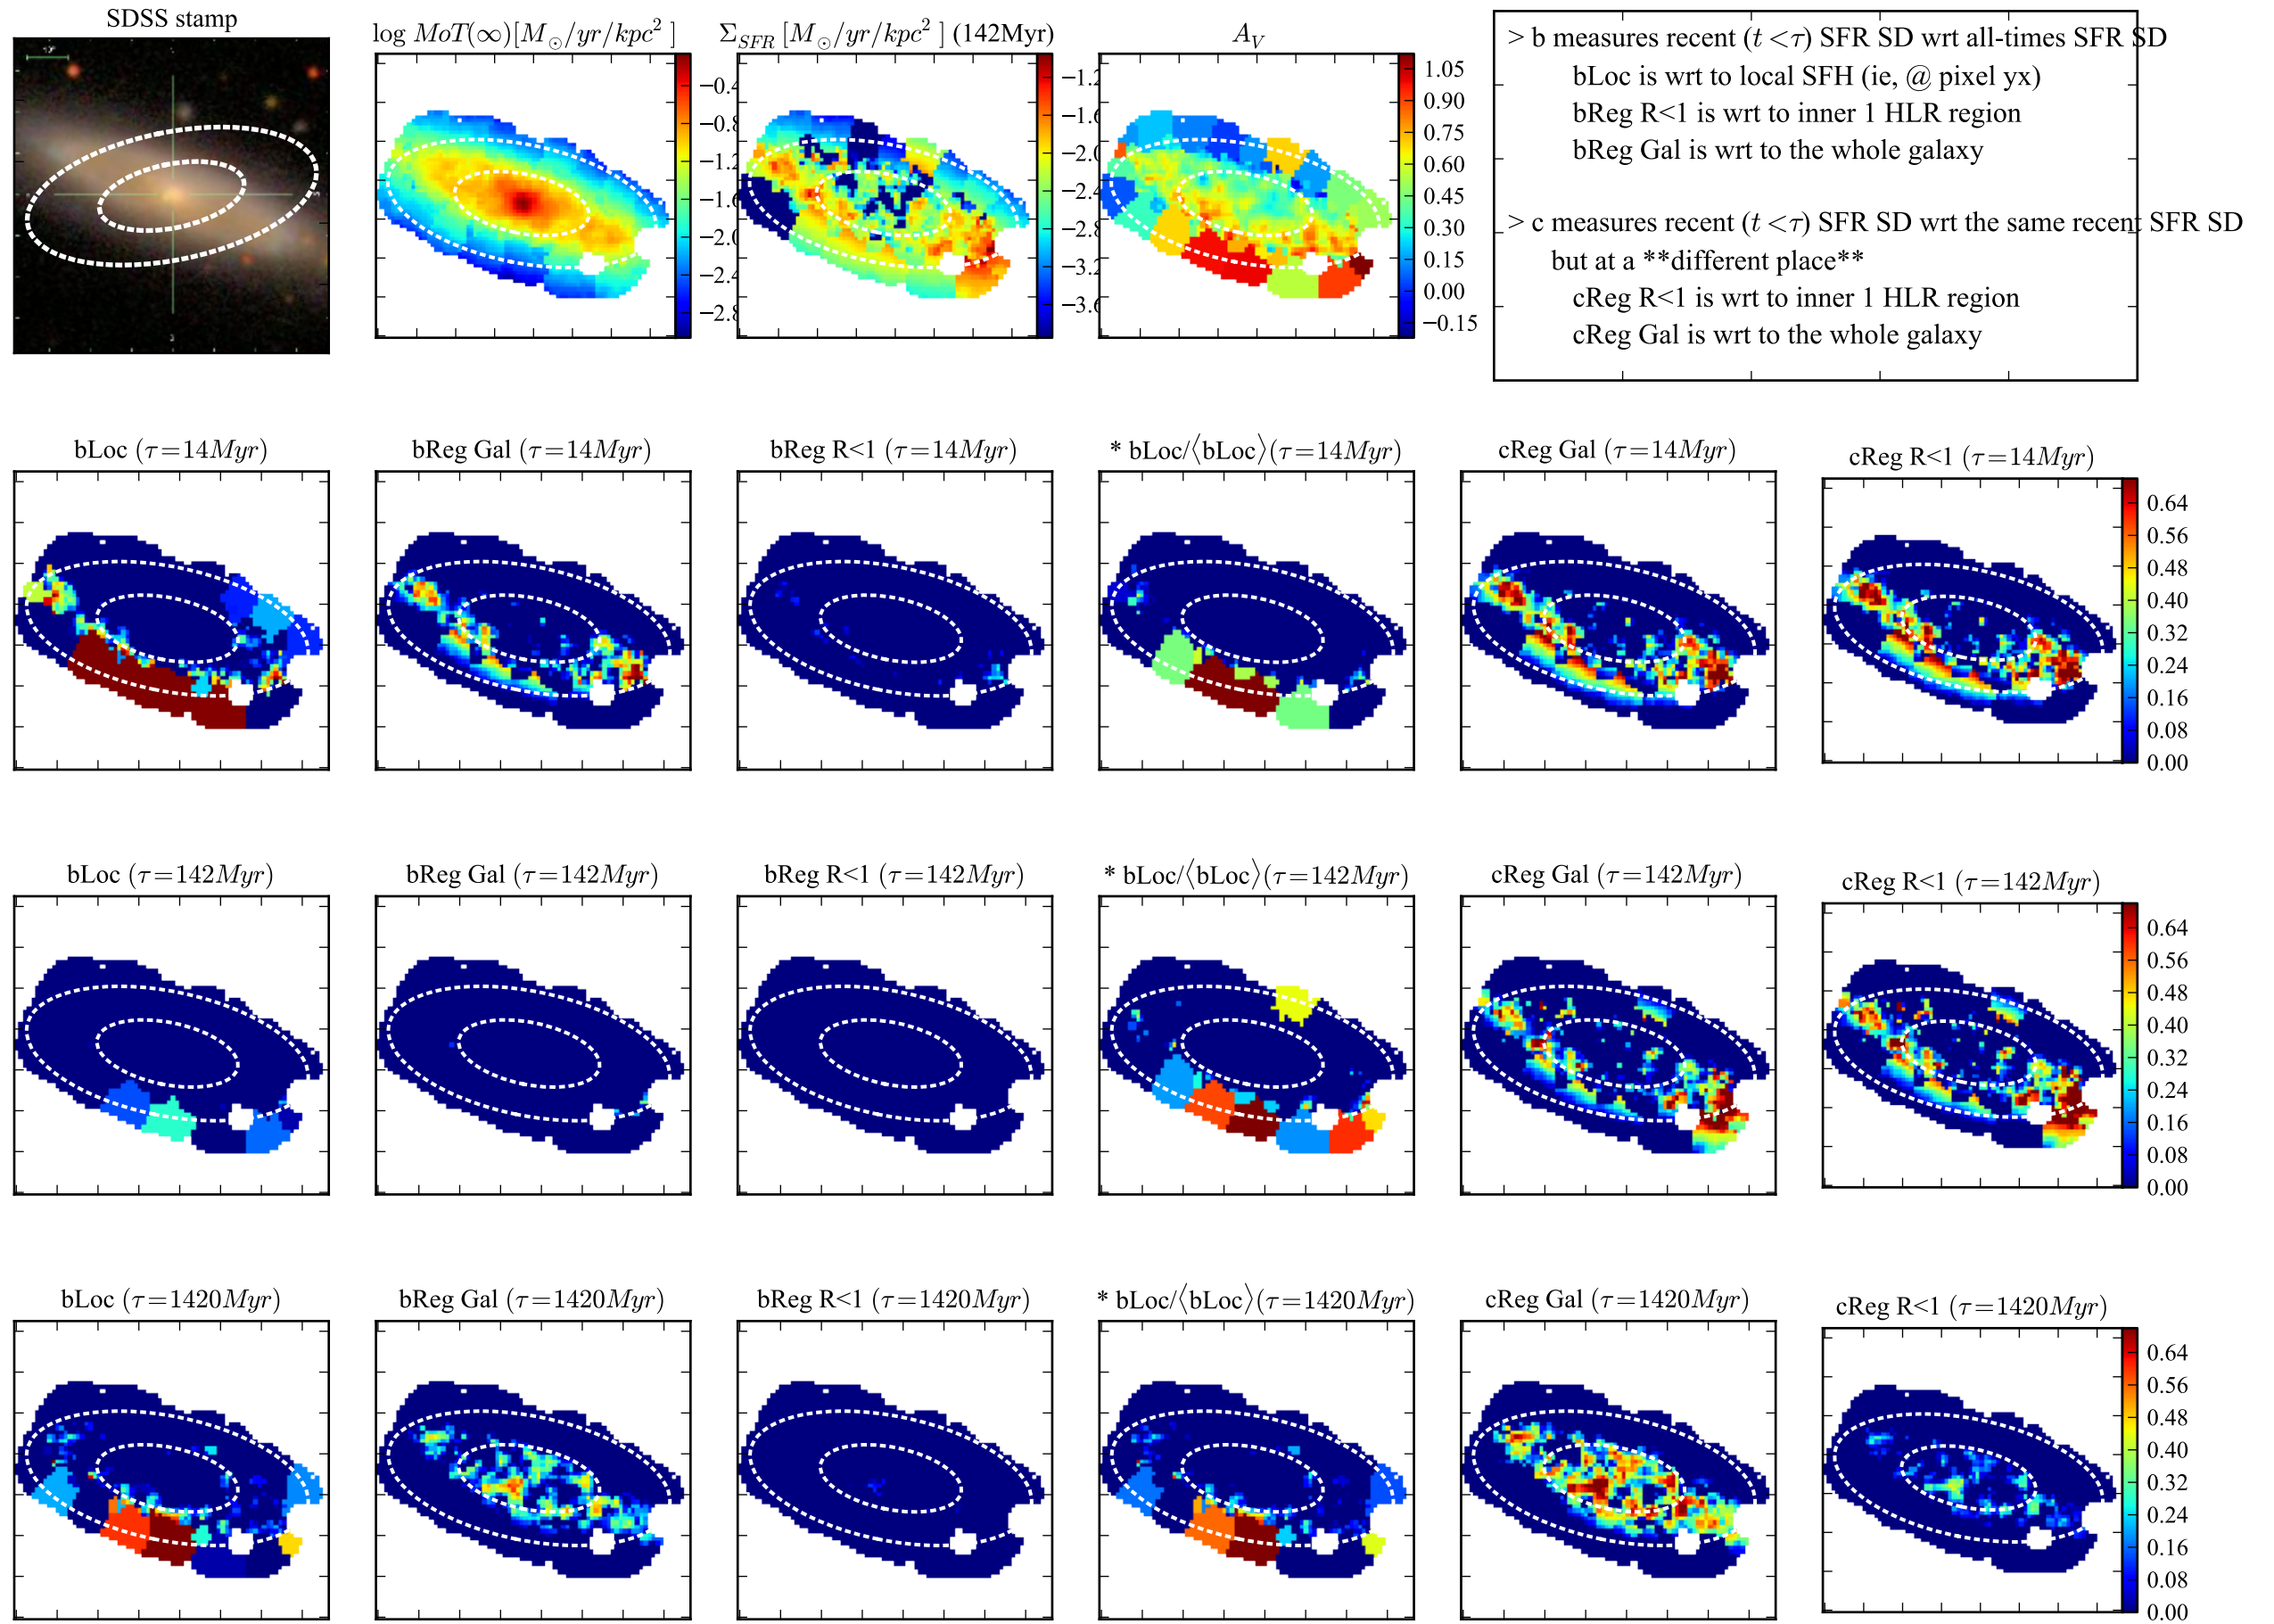 SDSS stamp
log MoT(∞)[M⊙/yr/kpc² ]
Σ_SFR [M⊙/yr/kpc² ] (142Myr)
A_V
−0.4
−0.8
−1.2
−1.6
−2.0
−2.4
−2.8
−1.2
−1.6
−2.0
−2.4
−2.8
−3.2
−3.6
1.05
0.90
0.75
0.60
0.45
0.30
0.15
0.00
−0.15
> b measures recent (t <τ) SFR SD wrt all-times SFR SD
bLoc is wrt to local SFH (ie, @ pixel yx)
bReg R<1 is wrt to inner 1 HLR region
bReg Gal is wrt to the whole galaxy
> c measures recent (t <τ) SFR SD wrt the same recent SFR SD
but at a **different place**
cReg R<1 is wrt to inner 1 HLR region
cReg Gal is wrt to the whole galaxy
bLoc (τ=14Myr)
bReg Gal (τ=14Myr)
bReg R<1 (τ=14Myr)
* bLoc/⟨bLoc⟩(τ=14Myr)
cReg Gal (τ=14Myr)
cReg R<1 (τ=14Myr)
0.64
0.56
0.48
0.40
0.32
0.24
0.16
0.08
0.00
bLoc (τ=142Myr)
bReg Gal (τ=142Myr)
bReg R<1 (τ=142Myr)
* bLoc/⟨bLoc⟩(τ=142Myr)
cReg Gal (τ=142Myr)
cReg R<1 (τ=142Myr)
0.64
0.56
0.48
0.40
0.32
0.24
0.16
0.08
0.00
bLoc (τ=1420Myr)
bReg Gal (τ=1420Myr)
bReg R<1 (τ=1420Myr)
* bLoc/⟨bLoc⟩(τ=1420Myr)
cReg Gal (τ=1420Myr)
cReg R<1 (τ=1420Myr)
0.64
0.56
0.48
0.40
0.32
0.24
0.16
0.08
0.00